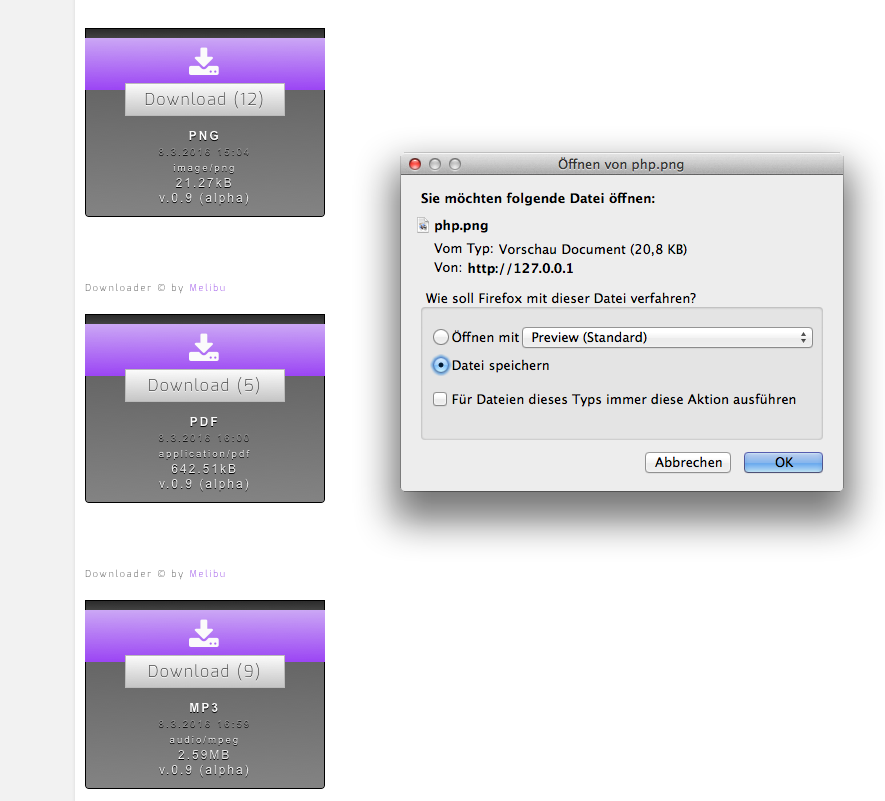 Download (12)
PNG
8.3.2016 15:04
image/png
21.27kB
v.0.9 (alpha)
Downloader © by Melibu
Download (5)
PDF
8.3.2016 16:00
application/pdf
642.51kB
v.0.9 (alpha)
Downloader © by Melibu
Download (9)
MP3
8.3.2016 16:59
audio/mpeg
2.59MB
v.0.9 (alpha)
Öffnen von php.png
Sie möchten folgende Datei öffnen:
php.png
Vom Typ: Vorschau Document (20,8 KB)
Von: http://127.0.0.1
Wie soll Firefox mit dieser Datei verfahren?
Öffnen mit Preview (Standard)
Datei speichern
Für Dateien dieses Typs immer diese Aktion ausführen
Abbrechen OK